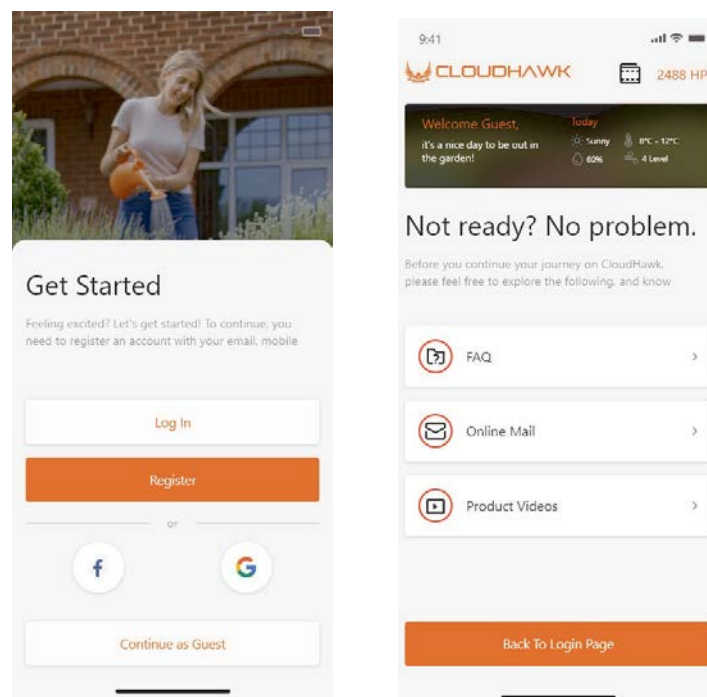 Get Started
Feeling excited? Let's get started! To continue, you
need to register an account with your email, mobile
Log In
Register
or
f
G
Continue as Guest
9:41
CLOUDHAWK
2488 HP
Welcome Guest,
it's a nice day to be out in
the garden!
Today
Sunny
8°C - 12°C
60%
4 Level
Not ready? No problem.
Before you continue your journey on CloudHawk,
please feel free to explore the following, and know
FAQ
Online Mail
Product Videos
Back To Login Page